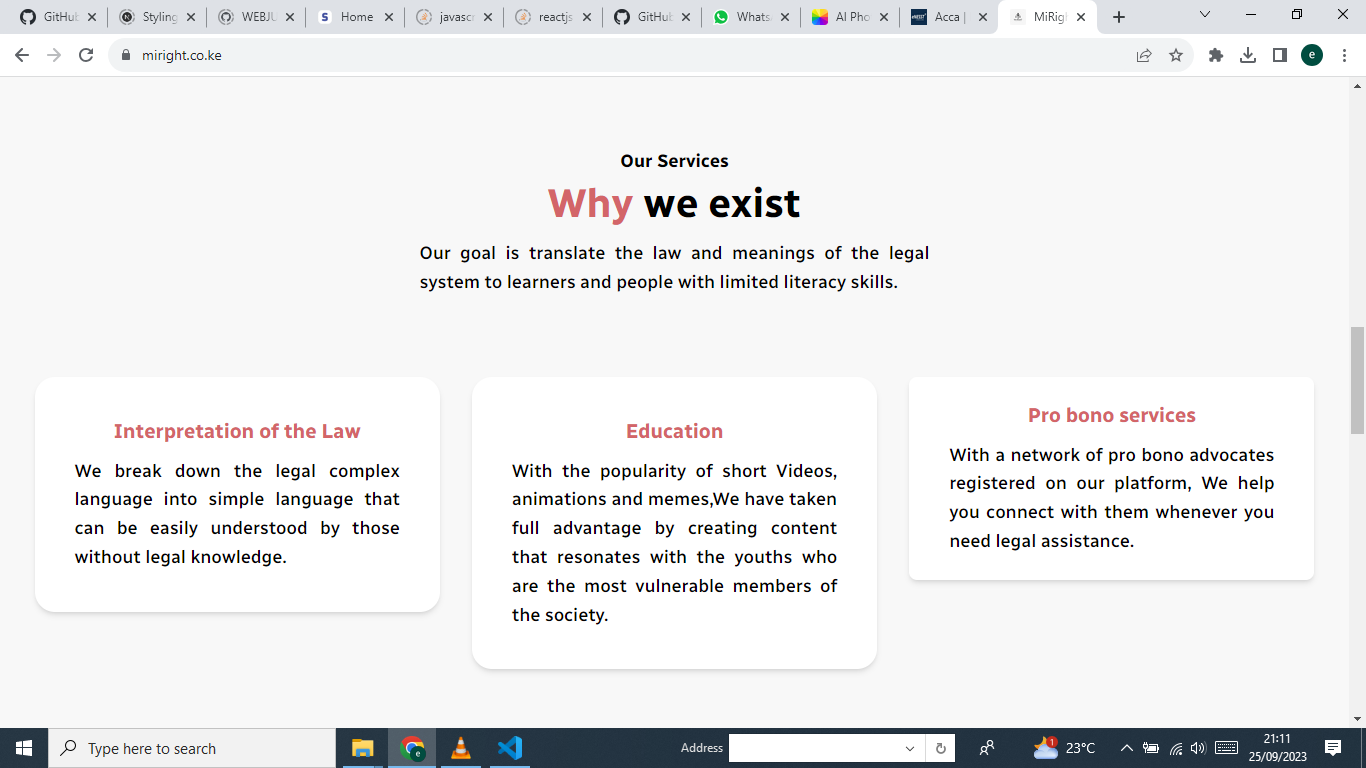 GitHub
Styling
WEBJU
Home
javascr
reactjs
GitHub
Whats
AI Pho
Acca |
MiRigh
miright.co.ke
e
Our Services
Why we exist
Our goal is translate the law and meanings of the legal
system to learners and people with limited literacy skills.
Interpretation of the Law
We break down the legal complex
language into simple language that
can be easily understood by those
without legal knowledge.
Education
With the popularity of short Videos,
animations and memes,We have taken
full advantage by creating content
that resonates with the youths who
are the most vulnerable members of
the society.
Pro bono services
With a network of pro bono advocates
registered on our platform, We help
you connect with them whenever you
need legal assistance.
Type here to search
Address
1
23°C
21:11
25/09/2023